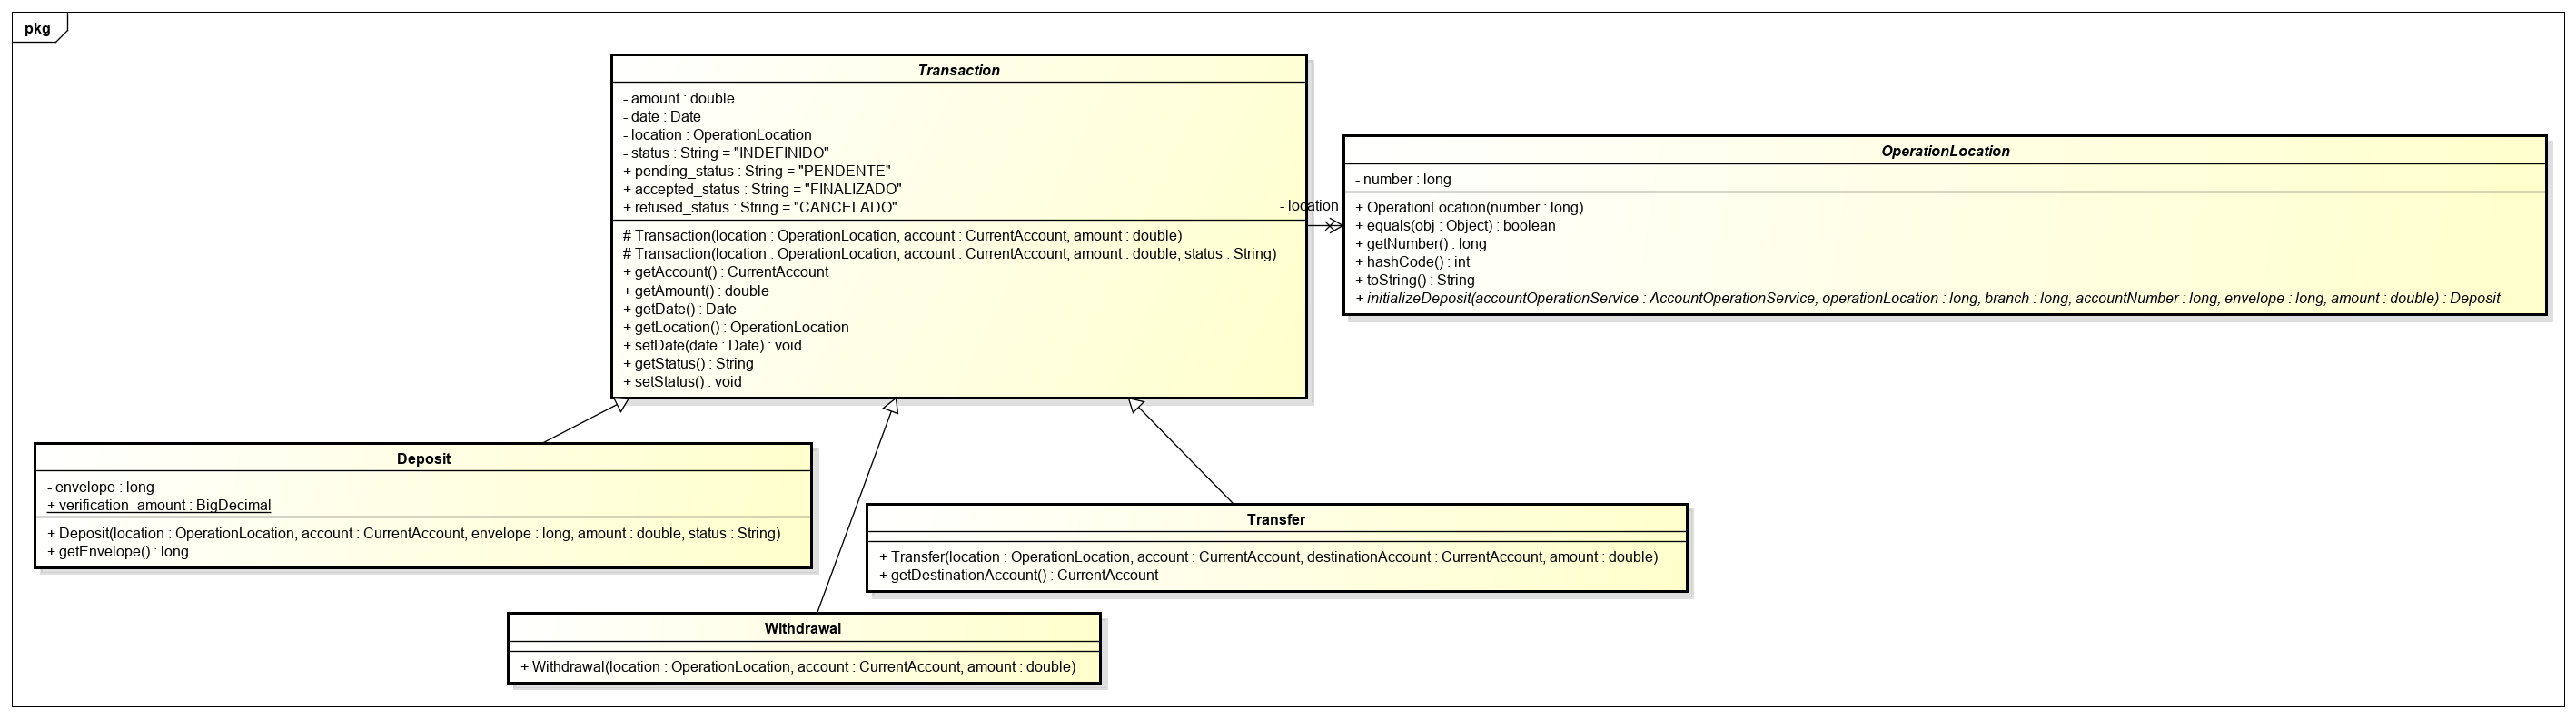 pkg
Transaction
- amount : double
- date : Date
- location : OperationLocation
- status : String = "INDEFINIDO"
+ pending_status : String = "PENDENTE"
+ accepted_status : String = "FINALIZADO"
+ refused_status : String = "CANCELADO"
# Transaction(location : OperationLocation, account : CurrentAccount, amount : double)
# Transaction(location : OperationLocation, account : CurrentAccount, amount : double, status : String)
+ getAccount() : CurrentAccount
+ getAmount() : double
+ getDate() : Date
+ getLocation() : OperationLocation
+ setDate(date : Date) : void
+ getStatus() : String
+ setStatus() : void
- location
OperationLocation
- number : long
+ OperationLocation(number : long)
+ equals(obj : Object) : boolean
+ getNumber() : long
+ hashCode() : int
+ toString() : String
+ initializeDeposit(accountOperationService : AccountOperationService, operationLocation : long, branch : long, accountNumber : long, envelope : long, amount : double) : Deposit
Deposit
- envelope : long
+ verification_amount : BigDecimal
+ Deposit(location : OperationLocation, account : CurrentAccount, envelope : long, amount : double, status : String)
+ getEnvelope() : long
Transfer
+ Transfer(location : OperationLocation, account : CurrentAccount, destinationAccount : CurrentAccount, amount : double)
+ getDestinationAccount() : CurrentAccount
Withdrawal
+ Withdrawal(location : OperationLocation, account : CurrentAccount, amount : double)